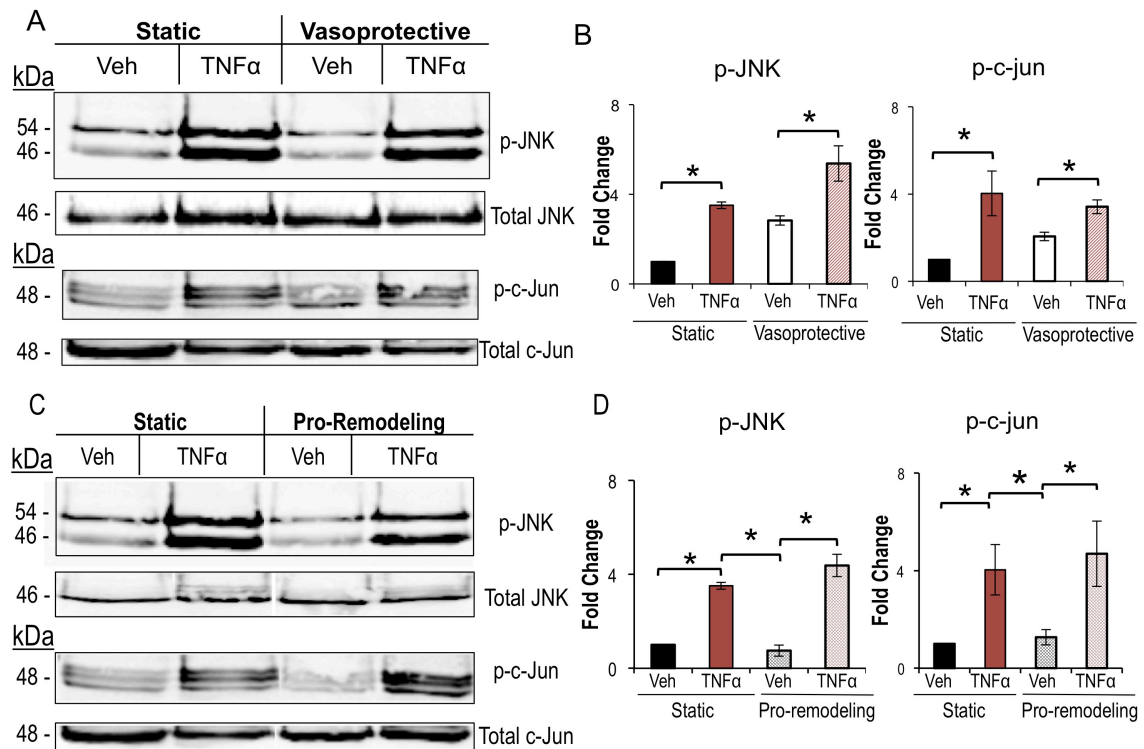 A
Static Vasoprotective
kDa Veh TNFα Veh TNFα
54 -
46 -
p-JNK
46 - Total JNK
kDa
48 - p-c-Jun
48 - Total c-Jun
B
p-JNK p-c-jun
Fold Change
8
4
0
* *
Veh TNFα Veh TNFα
Static Vasoprotective
Fold Change
8
4
0
* *
Veh TNFα Veh TNFα
Static Vasoprotective
C
Static Pro-Remodeling
kDa Veh TNFα Veh TNFα
54 -
46 -
p-JNK
46 - Total JNK
kDa
48 - p-c-Jun
48 - Total c-Jun
D
p-JNK p-c-jun
Fold Change
8
4
0
* * *
Veh TNFα Veh TNFα
Static Pro-remodeling
Fold Change
8
4
0
* * *
Veh TNFα Veh TNFα
Static Pro-remodeling